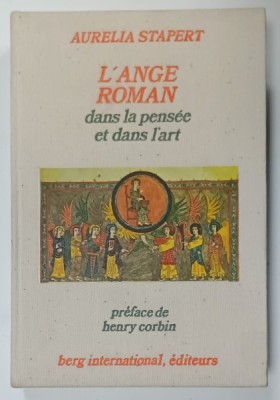 AURELIA STAPERT
L'ANGE
ROMAN
dans la pensée
et dans l'art
préface de
henry corbin
berg international, éditeurs